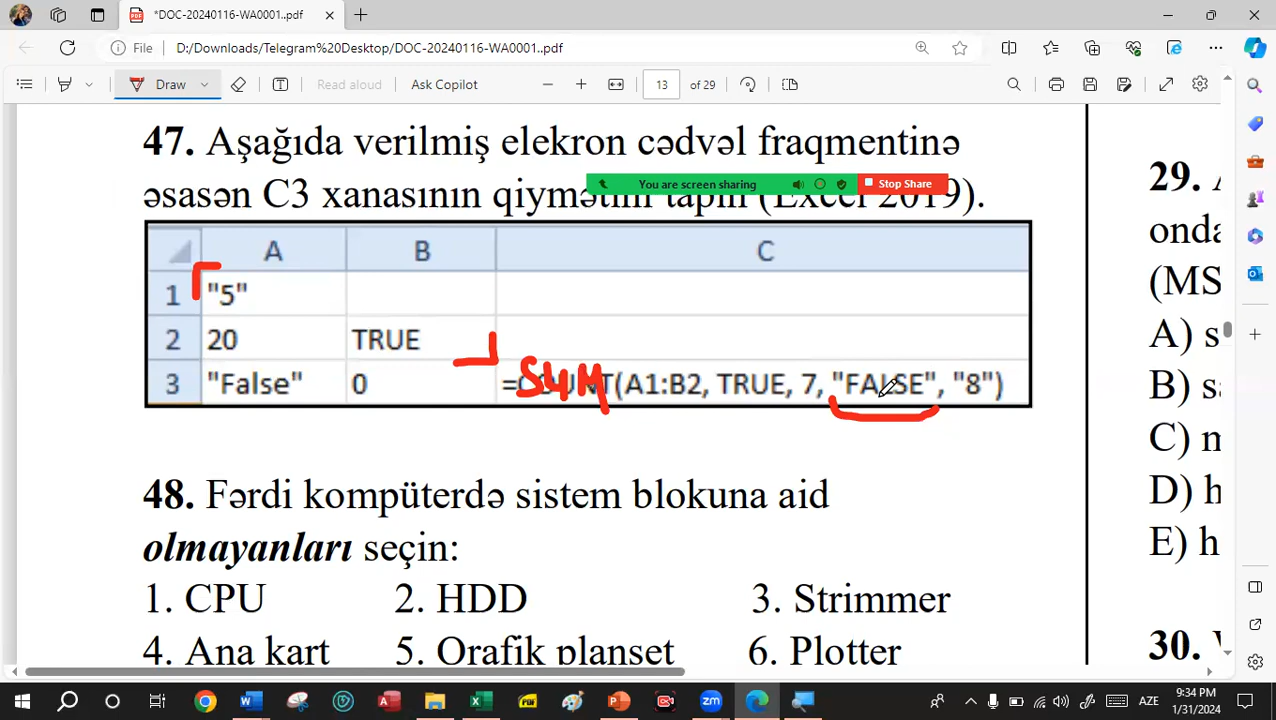 *DOC-20240116-WA0001..pdf
File
D:/Downloads/Telegram%20Desktop/DOC-20240116-WA0001..pdf
Draw
Read aloud
Ask Copilot
13
of 29
You are screen sharing
Stop Share
47. Aşağıda verilmiş elekron cədvəl fraqmentinə
əsasən C3 xanasının qiymətini tapın (Excel 2019).
A B C
1 "5"
2 20 TRUE
3 "False" 0 =COUNT(A1:B2, TRUE, 7, "FALSE", "8")
SUM
48. Fərdi kompüterdə sistem blokuna aid
olmayanları seçin:
1. CPU 2. HDD 3. Strimmer
4. Ana kart 5. Qrafik planşet 6. Plotter
29.
onda
(MS
A) s
B) sa
C) m
D) h
E) h
30.
AZE
9:34 PM
1/31/2024